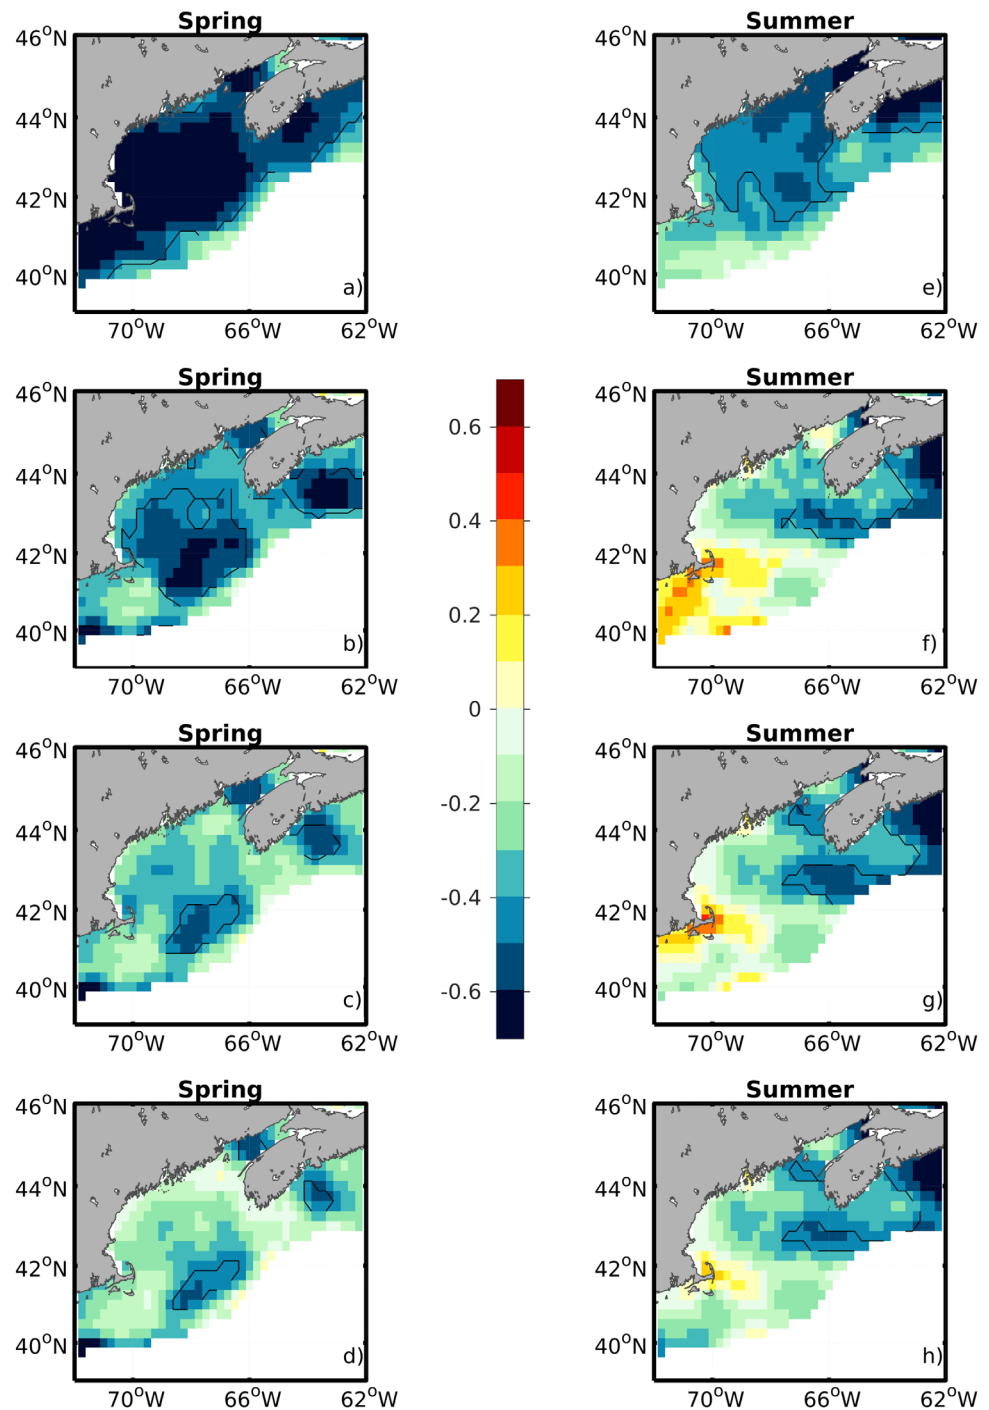 Spring Summer
46°N 46°N
44°N 44°N
42°N 42°N
40°N 40°N
a) e)
70°W 66°W 62°W 70°W 66°W 62°W
Spring Summer
46°N 46°N
0.6
44°N 44°N
0.4
42°N 42°N
0.2
40°N 40°N
b) f)
70°W 66°W 62°W 70°W 66°W 62°W
0
Spring Summer
46°N 46°N
-0.2
44°N 44°N
-0.4
42°N 42°N
40°N -0.6 40°N
c) g)
70°W 66°W 62°W 70°W 66°W 62°W
Spring Summer
46°N 46°N
44°N 44°N
42°N 42°N
40°N 40°N
d) h)
70°W 66°W 62°W 70°W 66°W 62°W